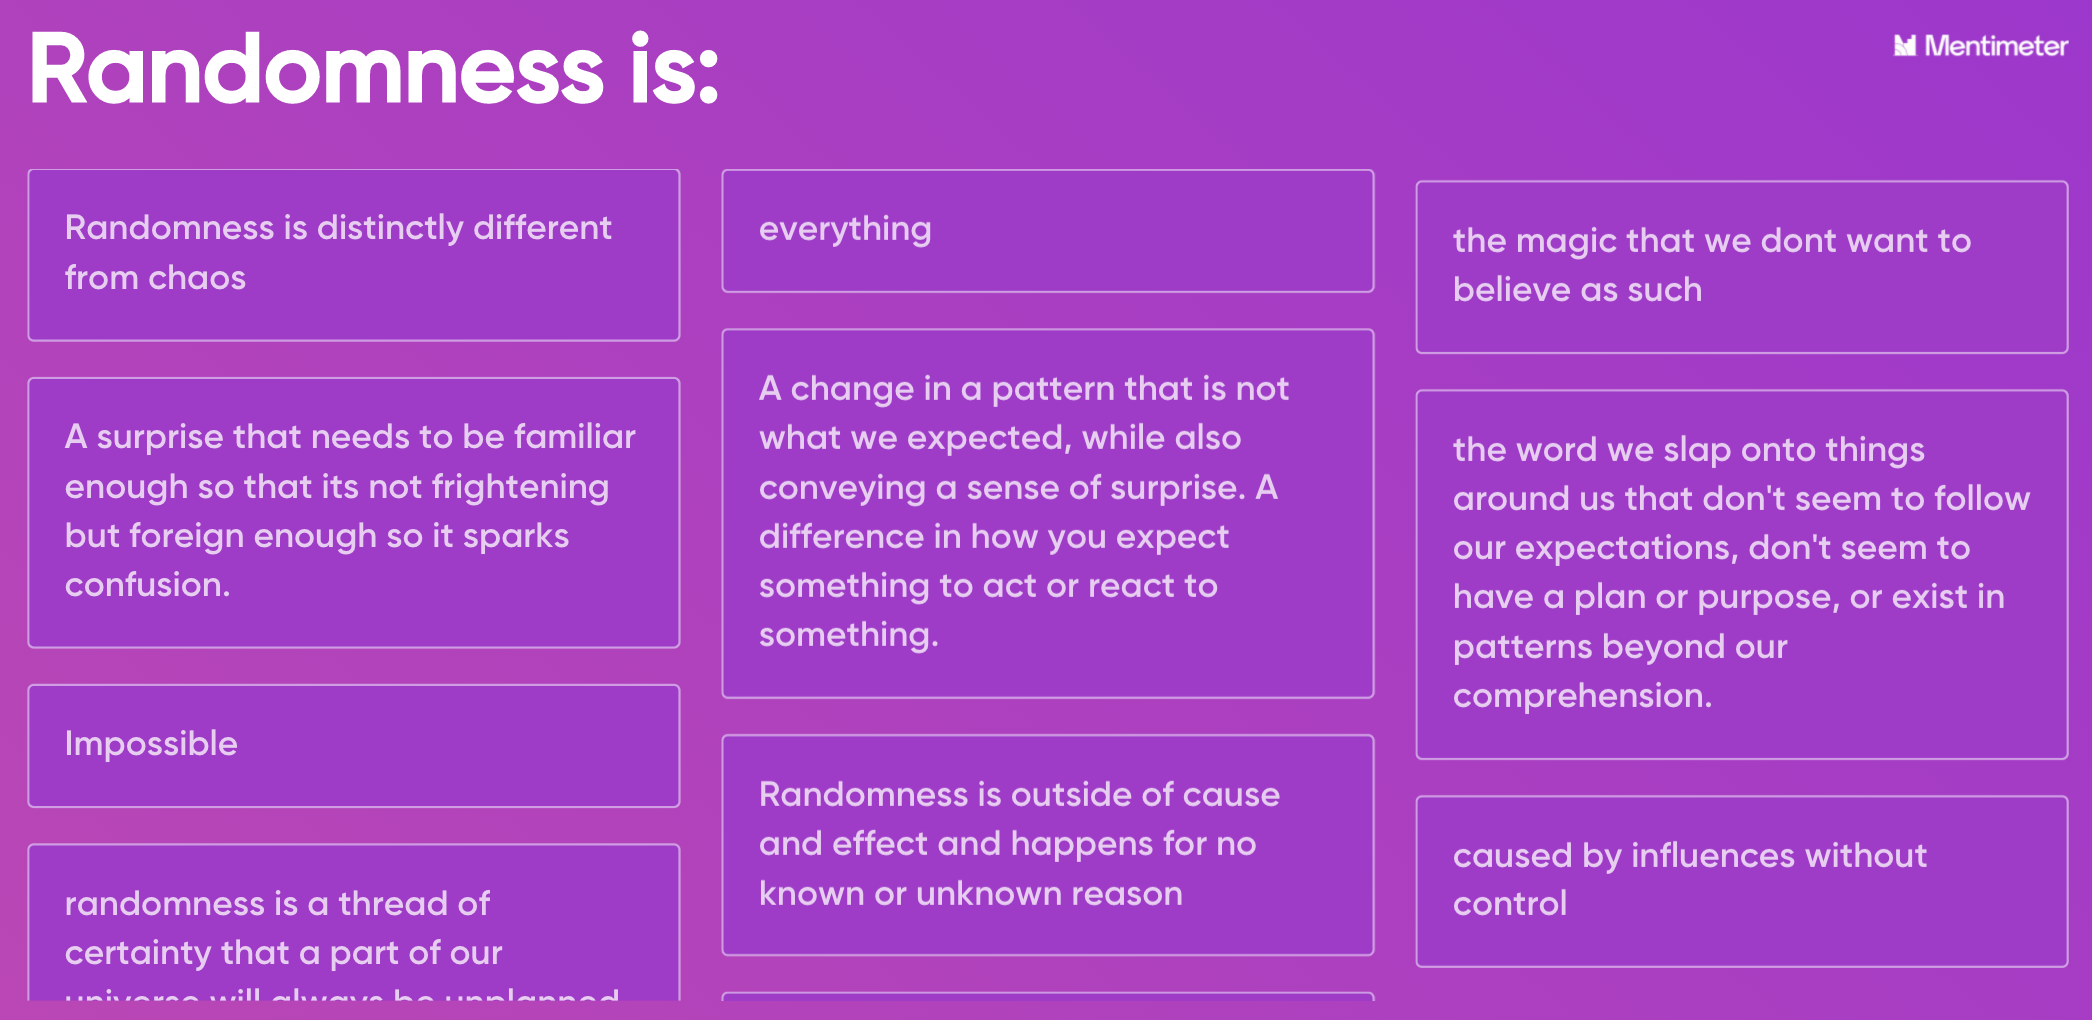 Randomness is:
Mentimeter
Randomness is distinctly different
from chaos
A surprise that needs to be familiar
enough so that its not frightening
but foreign enough so it sparks
confusion.
Impossible
randomness is a thread of
certainty that a part of our
universe will always be unplanned
everything
A change in a pattern that is not
what we expected, while also
conveying a sense of surprise. A
difference in how you expect
something to act or react to
something.
Randomness is outside of cause
and effect and happens for no
known or unknown reason
the magic that we dont want to
believe as such
the word we slap onto things
around us that don't seem to follow
our expectations, don't seem to
have a plan or purpose, or exist in
patterns beyond our
comprehension.
caused by influences without
control